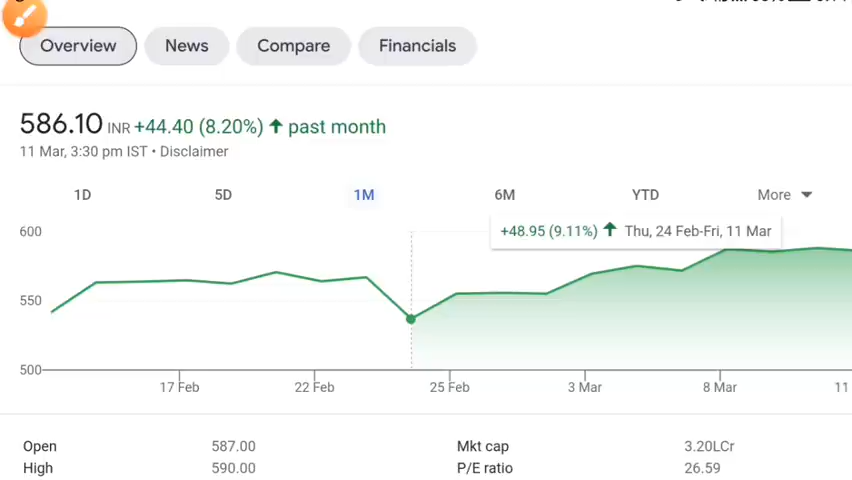 Overview News Compare Financials
586.10 INR +44.40 (8.20%) ↑ past month
11 Mar, 3:30 pm IST • Disclaimer
1D 5D 1M 6M YTD More
+48.95 (9.11%) ↑ Thu, 24 Feb-Fri, 11 Mar
600
550
500
17 Feb 22 Feb 25 Feb 3 Mar 8 Mar 11
Open 587.00 Mkt cap 3.20LCr
High 590.00 P/E ratio 26.59